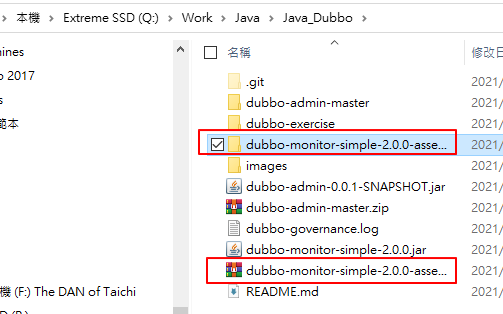 本機 > Extreme SSD (Q:) > Work > Java > Java_Dubbo
nines
o 2017
s
範本
機 (F:) The DAN of Taichi
名稱
修改日
.git
2021/
dubbo-admin-master
2021/
dubbo-exercise
2021/
dubbo-monitor-simple-2.0.0-asse...
2021/
images
2021/
dubbo-admin-0.0.1-SNAPSHOT.jar
2021/
dubbo-admin-master.zip
2021/
dubbo-governance.log
2021/
dubbo-monitor-simple-2.0.0.jar
2021/
dubbo-monitor-simple-2.0.0-asse...
2021/
README.md
2021/